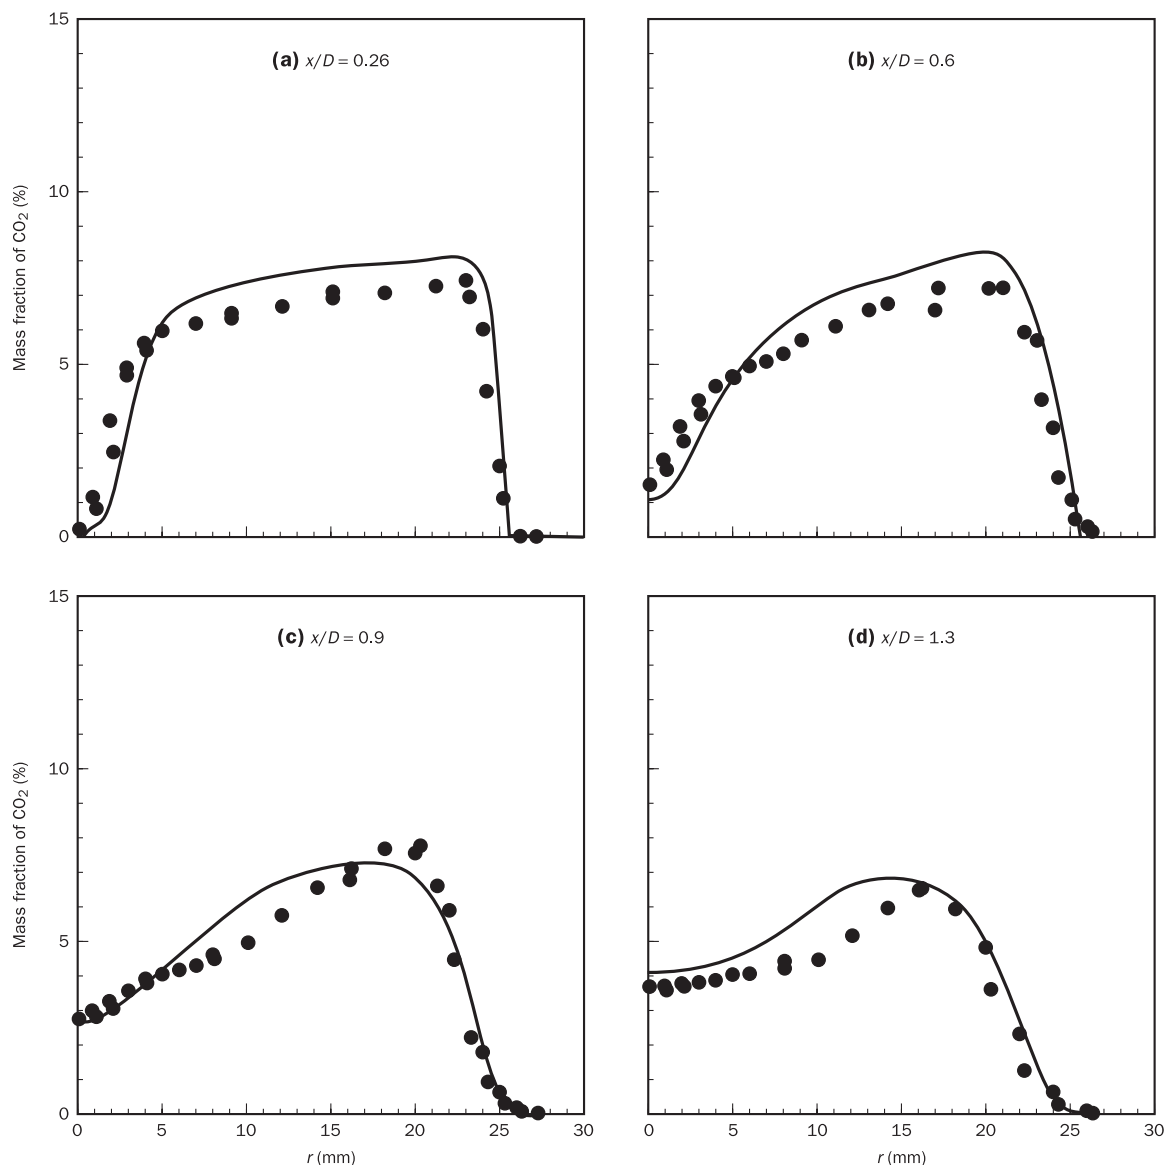 15
(a) x/D = 0.26
(b) x/D = 0.6
10
Mass fraction of CO₂ (%)
5
0
15
(c) x/D = 0.9
(d) x/D = 1.3
10
Mass fraction of CO₂ (%)
5
0
0 5 10 15 20 25 30
0 5 10 15 20 25 30
r (mm)
r (mm)